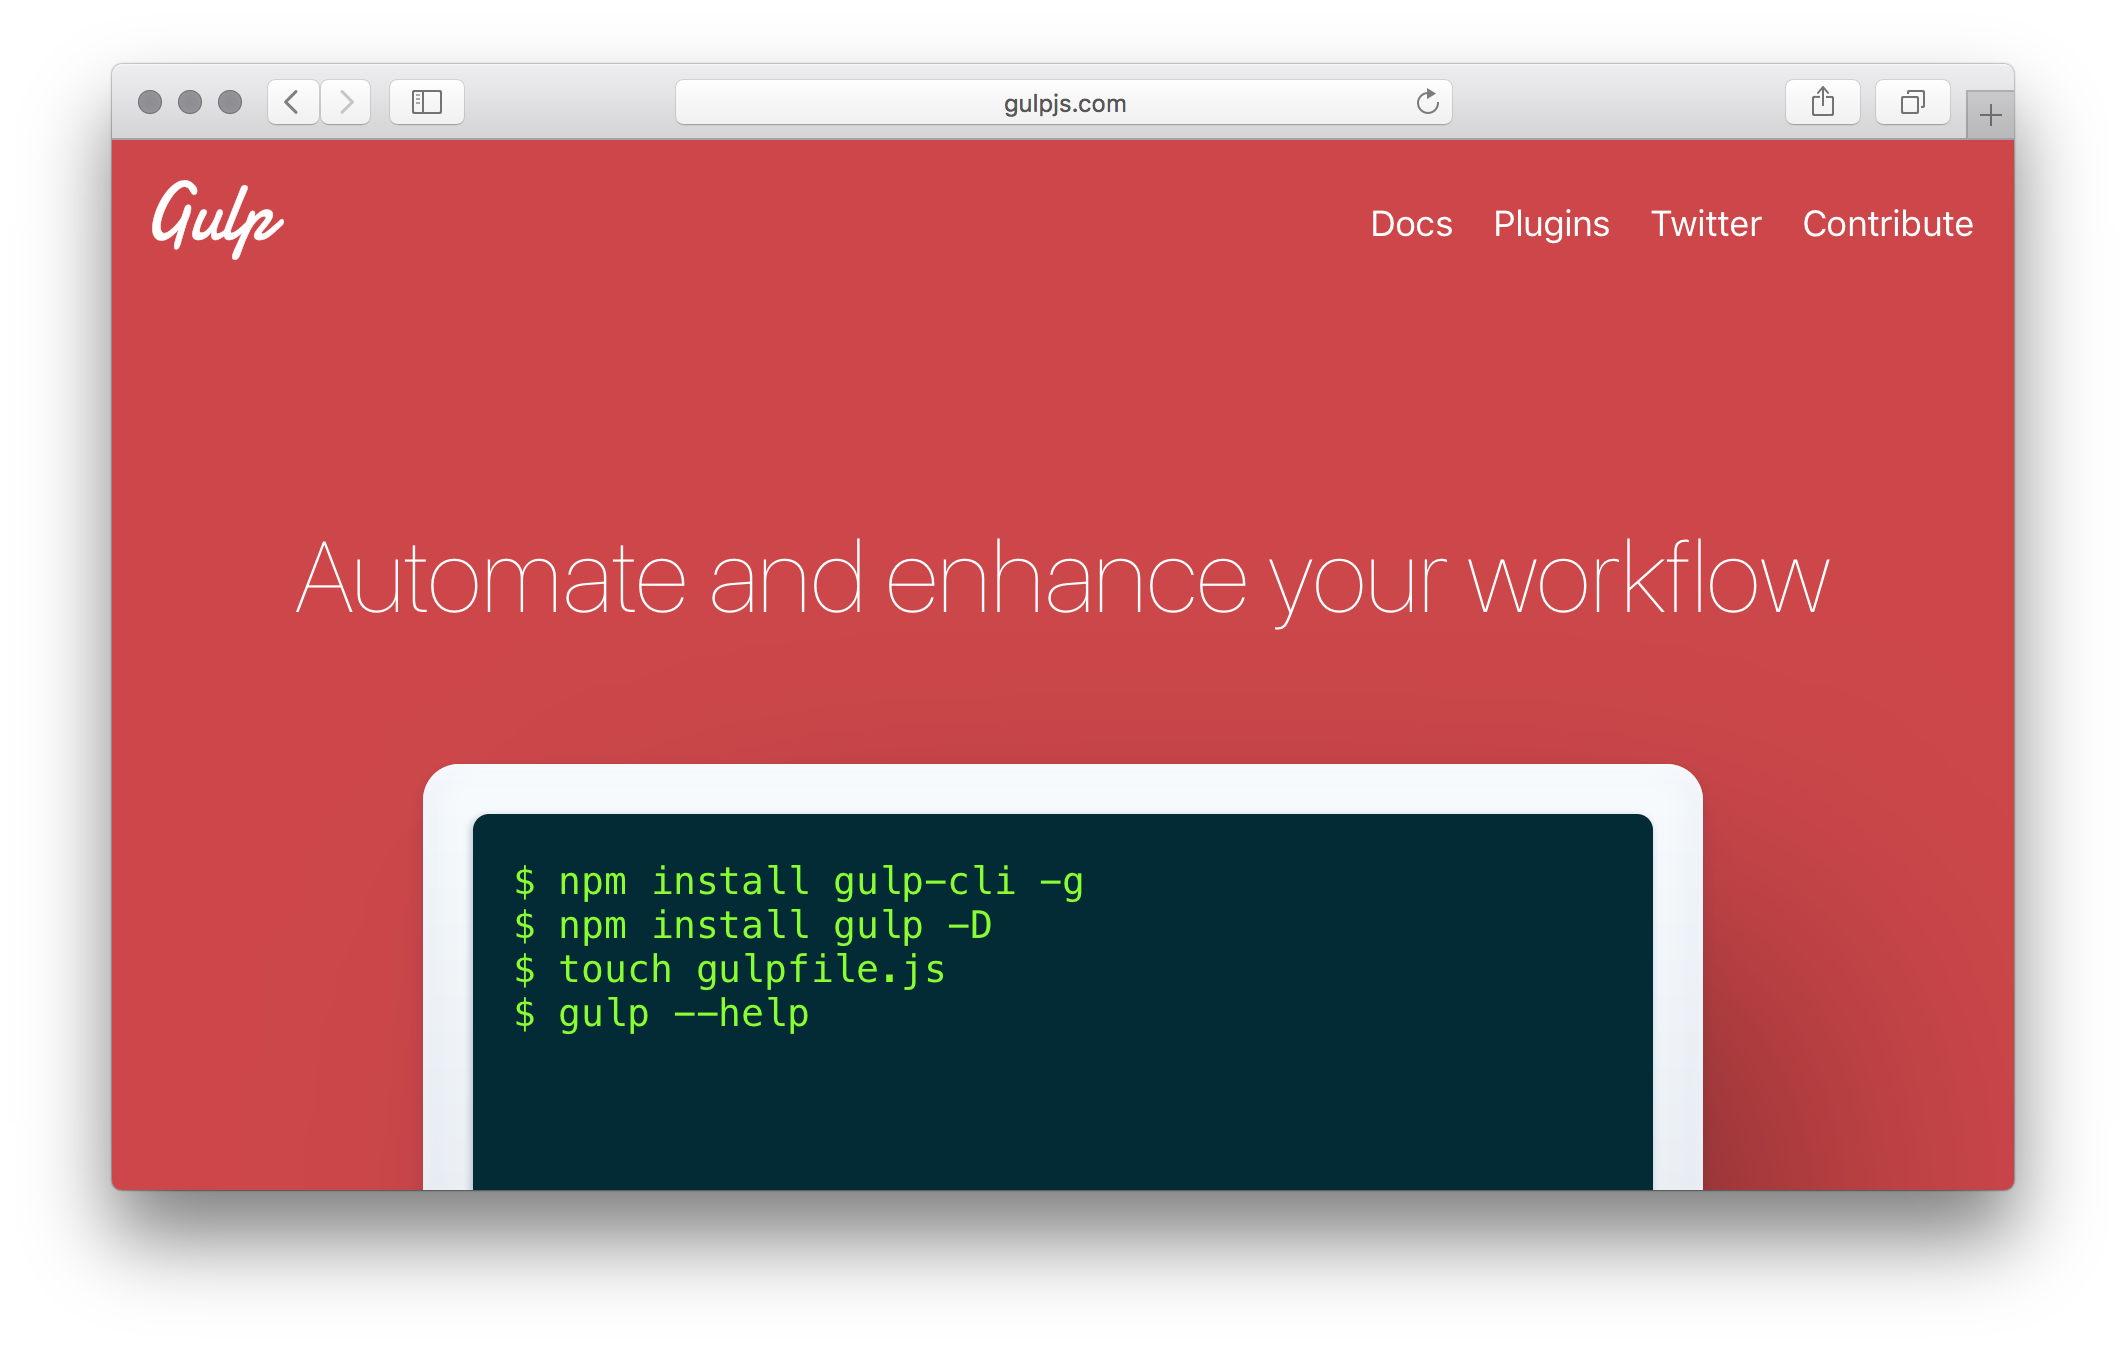 gulpjs.com
Gulp
Docs Plugins Twitter Contribute
Automate and enhance your workflow
$ npm install gulp-cli -g
$ npm install gulp -D
$ touch gulpfile.js
$ gulp --help